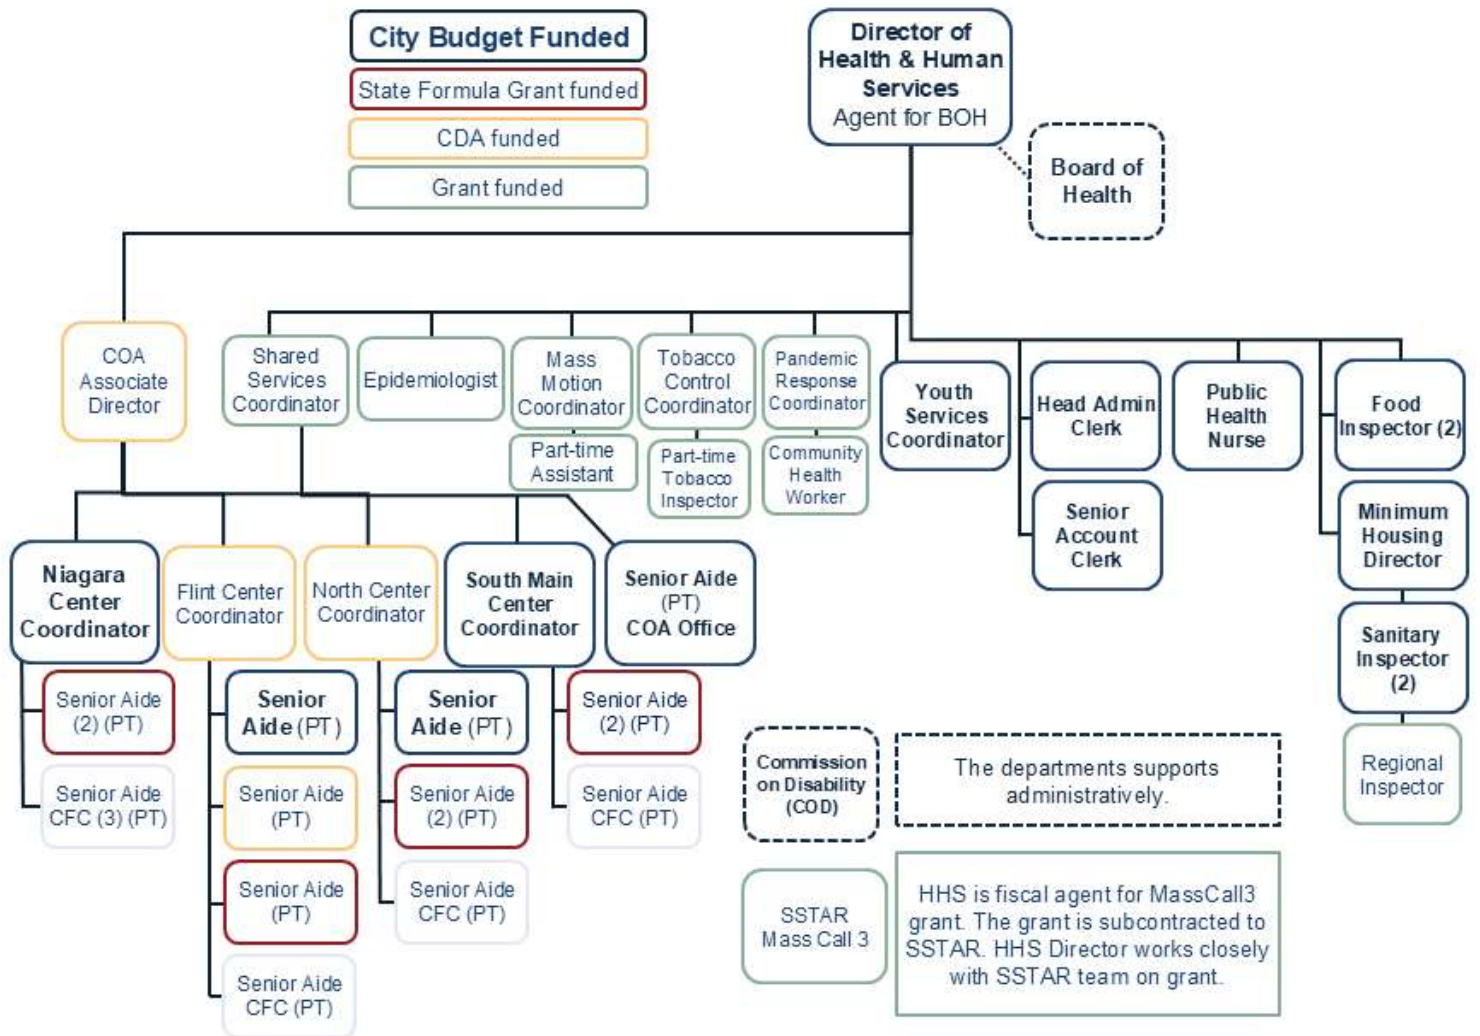 City Budget Funded
State Formula Grant funded
CDA funded
Grant funded
Director of
Health & Human
Services
Agent for BOH
Board of
Health
COA
Associate
Director
Shared
Services
Coordinator
Epidemiologist
Mass
Motion
Coordinator
Part-time
Assistant
Tobacco
Control
Coordinator
Part-time
Tobacco
Inspector
Pandemic
Response
Coordinator
Community
Health
Worker
Youth
Services
Coordinator
Head Admin
Clerk
Senior
Account
Clerk
Public
Health
Nurse
Food
Inspector (2)
Minimum
Housing
Director
Sanitary
Inspector
(2)
Regional
Inspector
Niagara
Center
Coordinator
Senior Aide
(2) (PT)
Senior Aide
CFC (3) (PT)
Flint Center
Coordinator
Senior
Aide (PT)
Senior Aide
(PT)
Senior Aide
(PT)
Senior Aide
CFC (PT)
North Center
Coordinator
Senior
Aide (PT)
Senior Aide
(2) (PT)
Senior Aide
CFC (PT)
South Main
Center
Coordinator
Senior Aide
(2) (PT)
Senior Aide
CFC (PT)
Senior Aide
(PT)
COA Office
Commission
on Disability
(COD)
The departments supports
administratively.
SSTAR
Mass Call 3
HHS is fiscal agent for MassCall3
grant. The grant is subcontracted to
SSTAR. HHS Director works closely
with SSTAR team on grant.